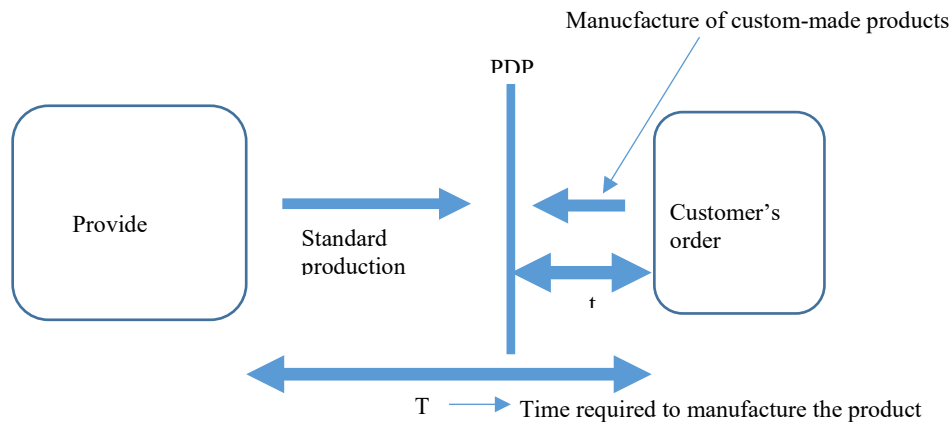 Manucfacture of custom-made products
PDP
Provide
Standard
production
Customer's
order
t
T
Time required to manufacture the product